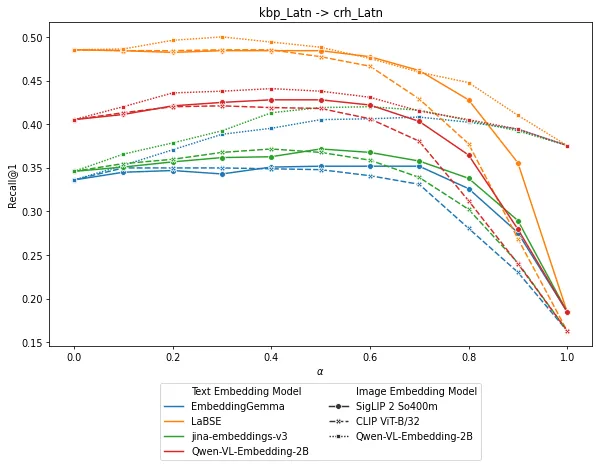 kbp_Latn -> crh_Latn
0.50
0.45
0.40
0.35
0.30
0.25
0.20
0.15
Recall@1
0.0 0.2 0.4 0.6 0.8 1.0
α
Text Embedding Model
EmbeddingGemma
LaBSE
jina-embeddings-v3
Qwen-VL-Embedding-2B
Image Embedding Model
SigLIP 2 So400m
CLIP ViT-B/32
Qwen-VL-Embedding-2B